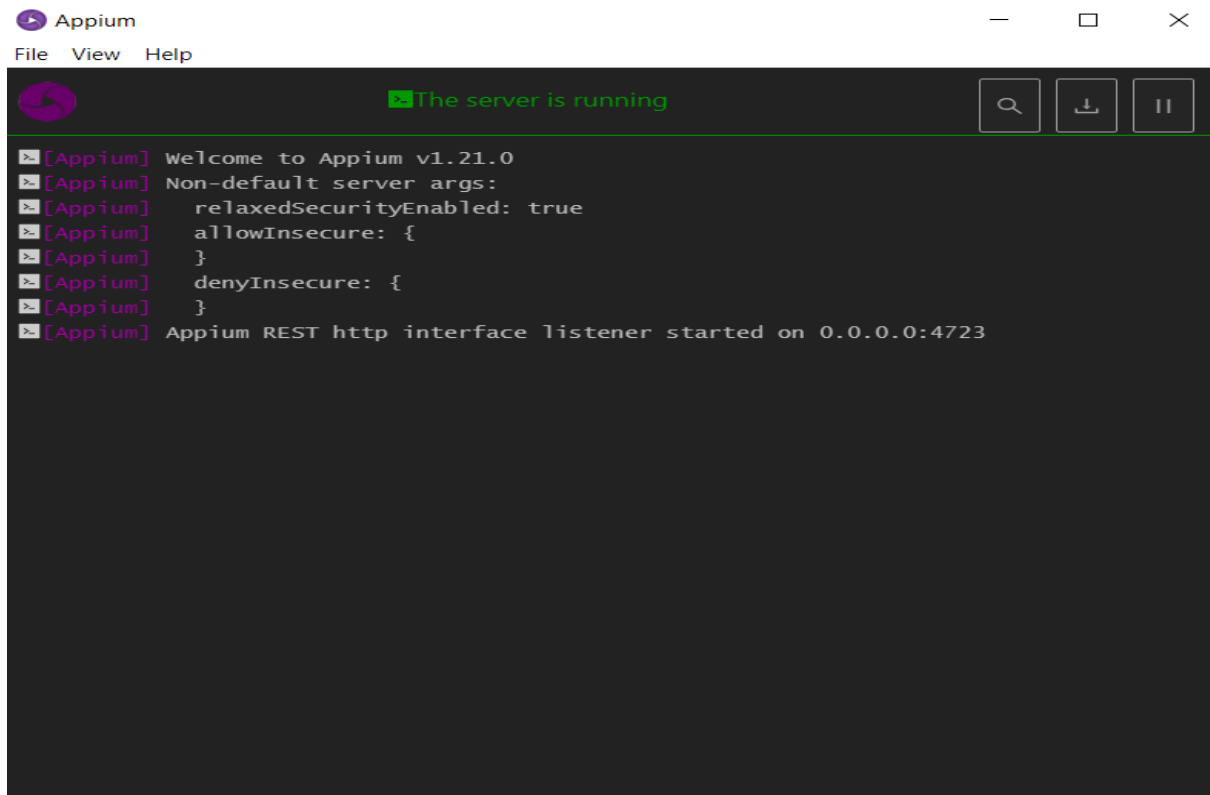 Appium
File View Help
The server is running
[Appium] Welcome to Appium v1.21.0
[Appium] Non-default server args:
[Appium]   relaxedSecurityEnabled: true
[Appium]   allowInsecure: {
[Appium]   }
[Appium]   denyInsecure: {
[Appium]   }
[Appium] Appium REST http interface listener started on 0.0.0.0:4723